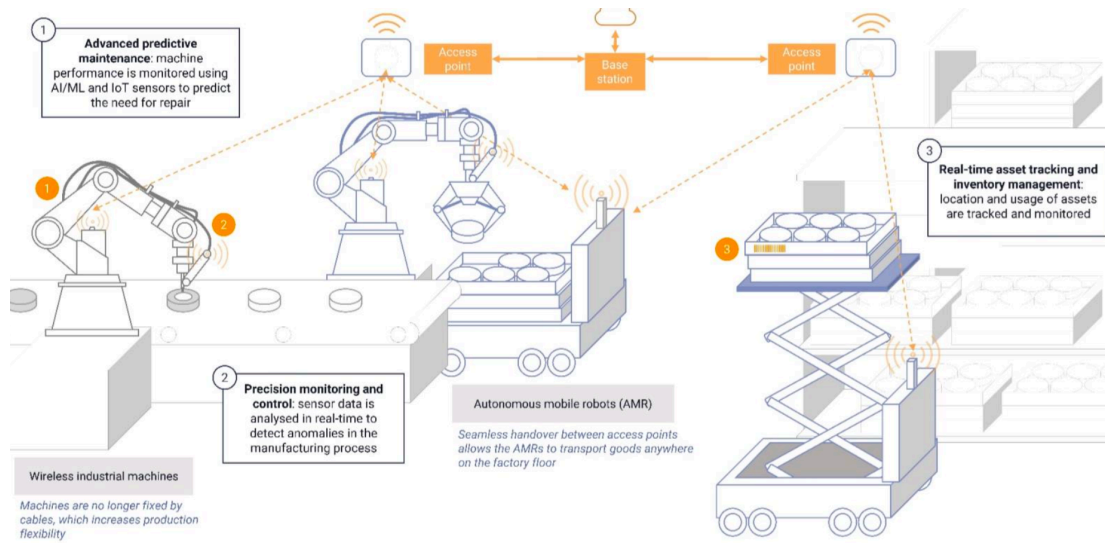 1
Advanced predictive
maintenance: machine
performance is monitored using
AI/ML and IoT sensors to predict
the need for repair
Access
point
Base
station
Access
point
3
Real-time asset tracking and
inventory management:
location and usage of assets
are tracked and monitored
1
2
3
2
Precision monitoring and
control: sensor data is
analysed in real-time to
detect anomalies in the
manufacturing process
Autonomous mobile robots (AMR)
Seamless handover between access points
allows the AMRs to transport goods anywhere
on the factory floor
Wireless industrial machines
Machines are no longer fixed by
cables, which increases production
flexibility